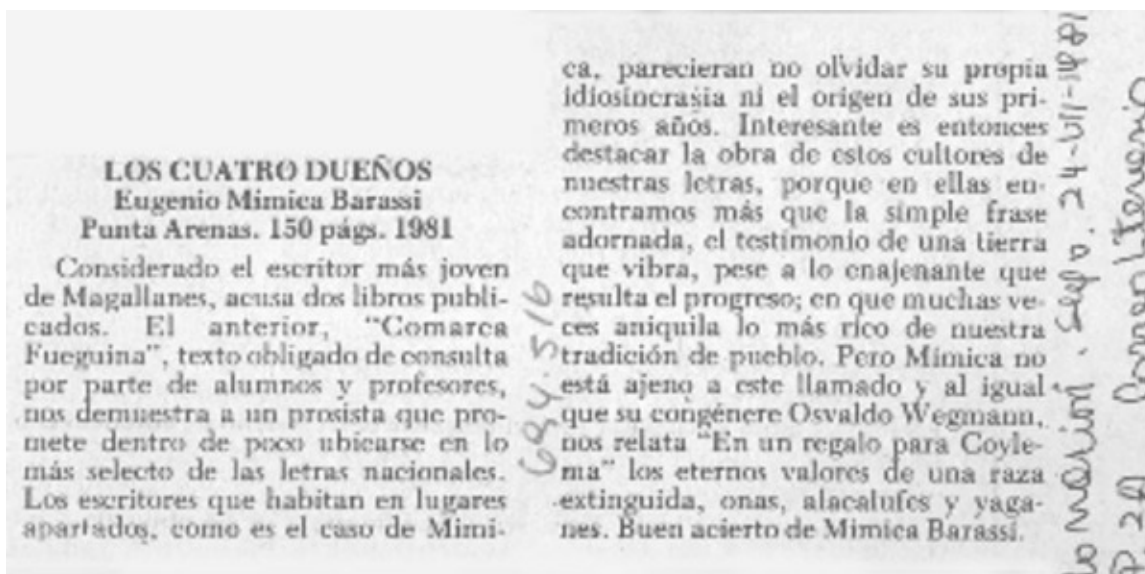 LOS CUATRO DUEÑOS
Eugenio Mimica Barassi
Punta Arenas. 150 págs. 1981
Considerado el escritor más joven
de Magallanes, acusa dos libros publi-
cados. El anterior, "Comarca
Fueguina", texto obligado de consulta
por parte de alumnos y profesores,
nos demuestra a un prosista que pro-
mete dentro de poco ubicarse en lo
más selecto de las letras nacionales.
Los escritores que habitan en lugares
apartados, como es el caso de Mimi-
ca, parecieran no olvidar su propia
idiosincrasia ni el origen de sus pri-
meros años. Interesante es entonces
destacar la obra de estos cultores de
nuestras letras, porque en ellas en-
contramos más que la simple frase
adornada, el testimonio de una tierra
que vibra, pese a lo enajenante que
resulta el progreso; en que muchas ve-
ces aniquila lo más rico de nuestra
tradición de pueblo. Pero Mimica no
está ajeno a este llamado y al igual
que su congénere Osvaldo Wegmann,
nos relata "En un regalo para Coyle-
ma" los eternos valores de una raza
extinguida, onas, alacalufes y yaga-
nes. Buen acierto de Mimica Barassi.
694.516
24-VII-1981
P. 2A